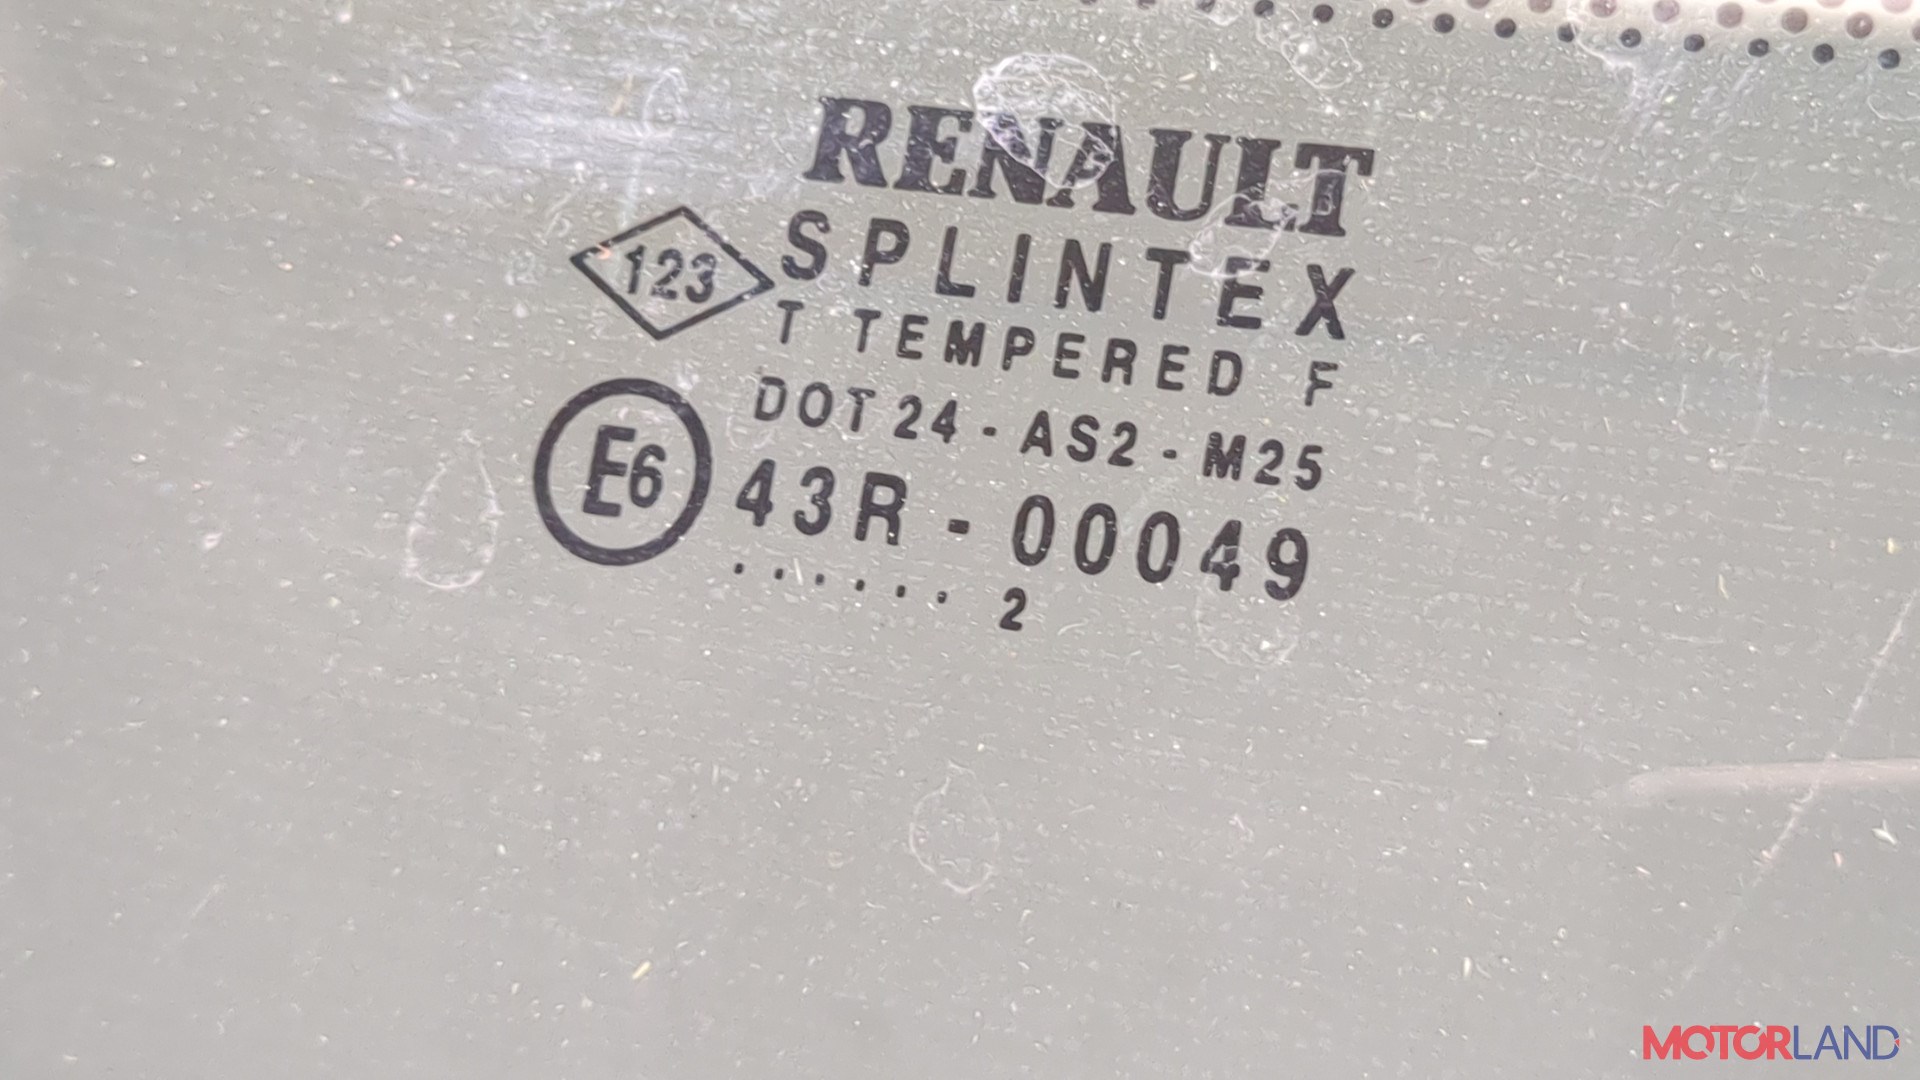 RENAULT
123
SPLINTEX
T TEMPERED F
DOT 24 - AS2 - M25
E6
43R - 00049
...... 2
MOTORLAND